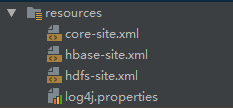 resources
core-site.xml
hbase-site.xml
hdfs-site.xml
log4j.properties